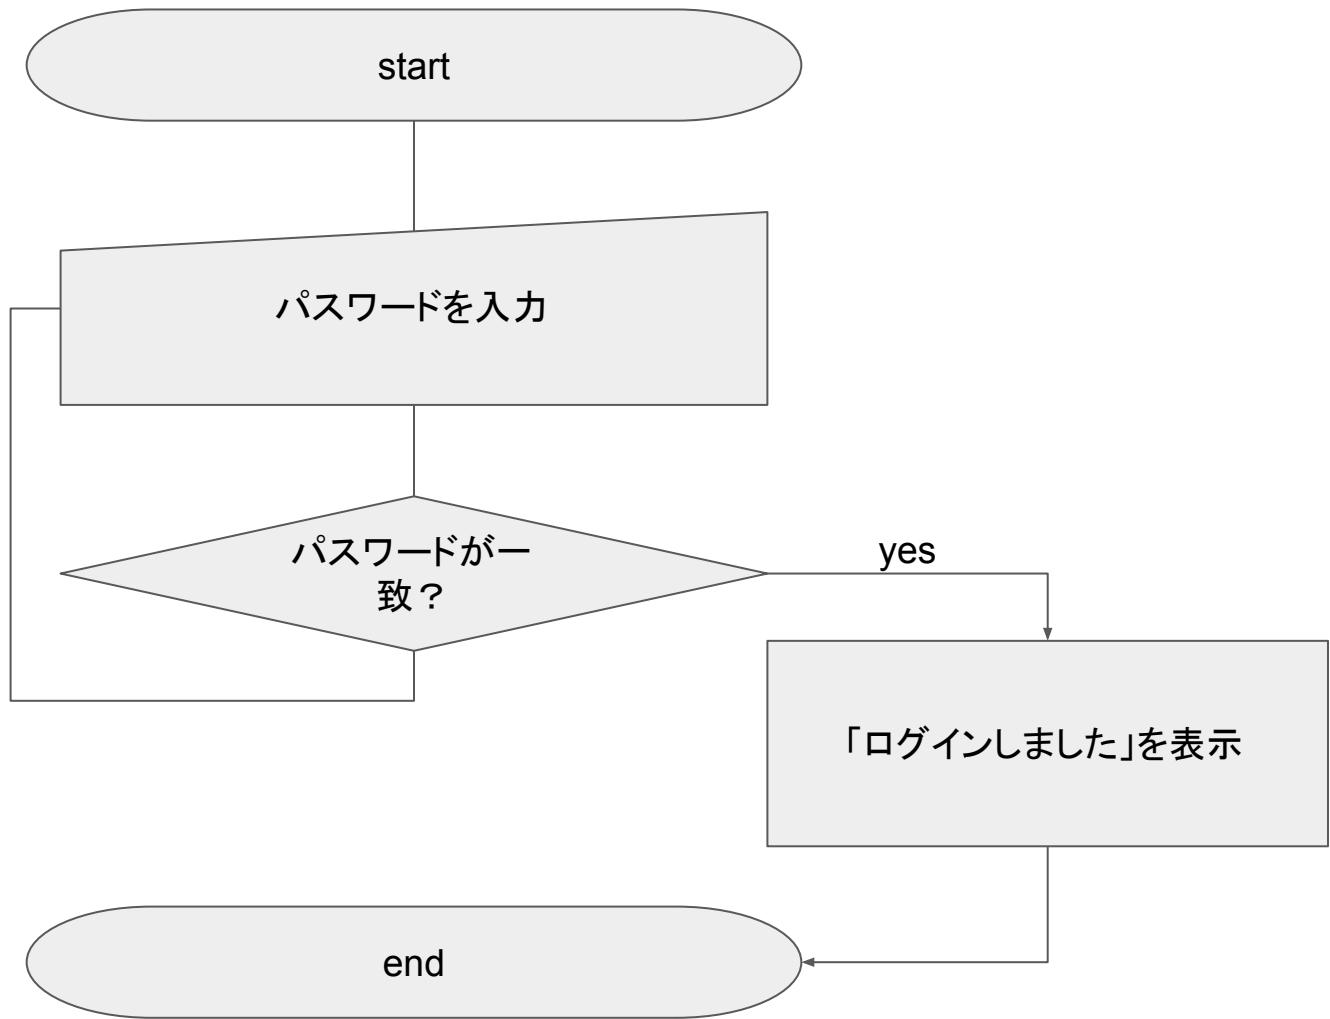 start
パスワードを入力
パスワードが一
致？
yes
「ログインしました」を表示
end